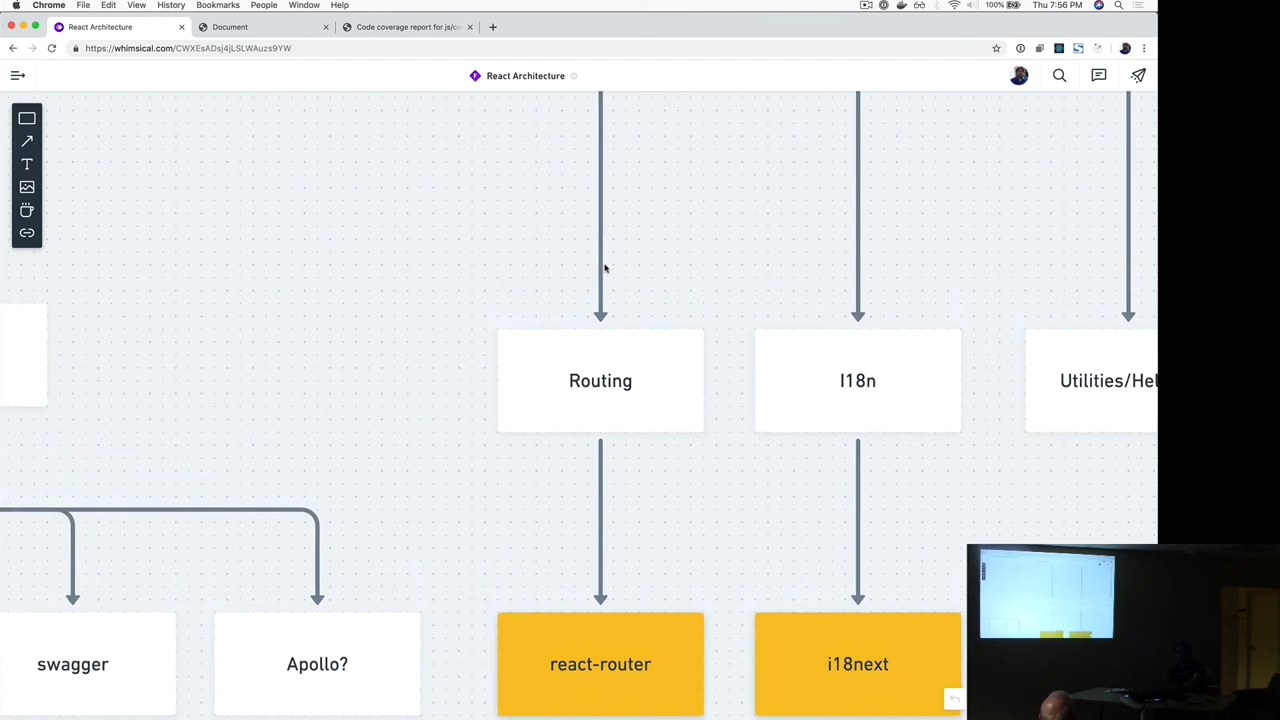 Chrome File Edit View History Bookmarks People Window Help 100% Thu 7:56 PM
React Architecture Document Code coverage report for js/co
https://whimsical.com/CWXEsADsj4jLSLWAuzs9YW
React Architecture
T
Routing I18n Utilities/Hel
swagger Apollo? react-router i18next